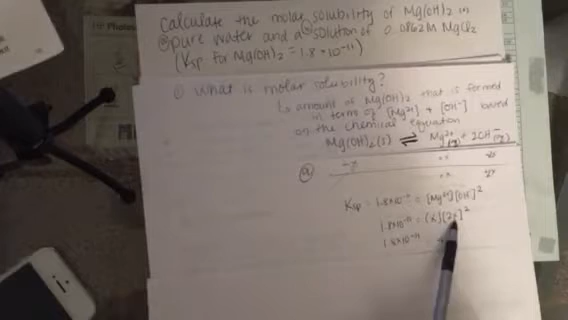 Calculate the molar solubility of Mg(OH)₂ in
ⓐ pure water and a ⓑ solution of 0.0862M MgCl₂
(Ksp for Mg(OH)₂ = 1.8 × 10⁻¹¹)
① What is molar solubility?
↳ amount of Mg(OH)₂ that is formed
in terms of [Mg²⁺] + [OH⁻] based
on the chemical equation
Mg(OH)₂(s) ⇌ Mg²⁺(aq) + 2OH⁻(aq)
ⓐ -x +x
+x 2x
Ksp = 1.8×10⁻¹¹ = [Mg²⁺][OH⁻]²
1.8×10⁻¹¹ = (x)[2x]²
1.8×10⁻¹¹